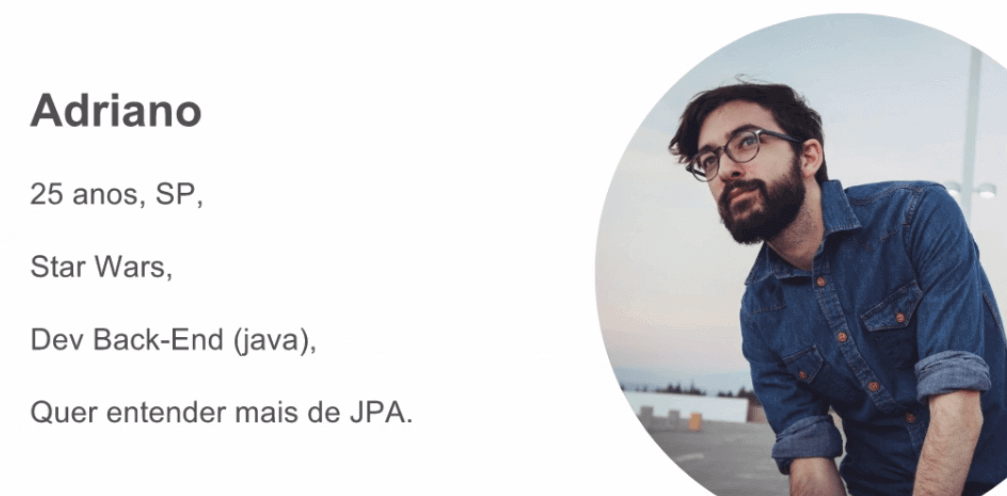 Adriano
25 anos, SP,
Star Wars,
Dev Back-End (java),
Quer entender mais de JPA.